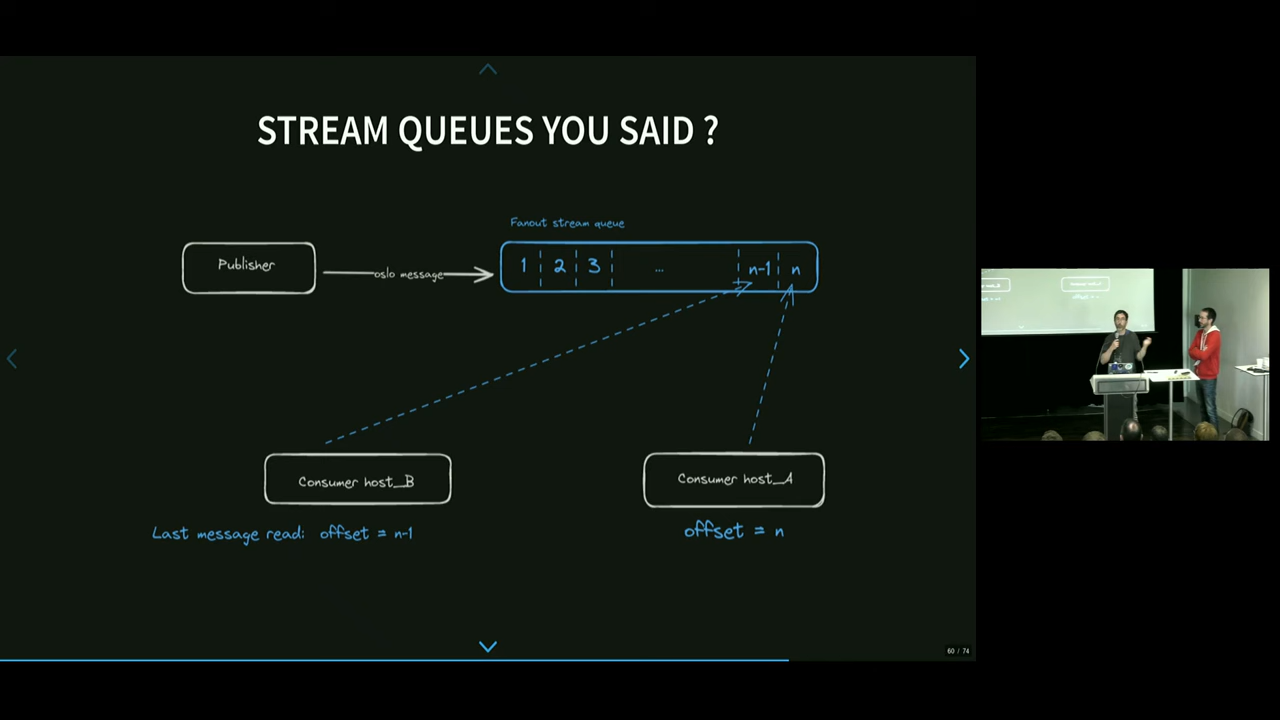 STREAM QUEUES YOU SAID ?
Fanout stream queue
Publisher
oslo message
1 2 3 ... n-1 n
Consumer host_B
Consumer host_A
Last message read: offset = n-1
offset = n
60 / 74